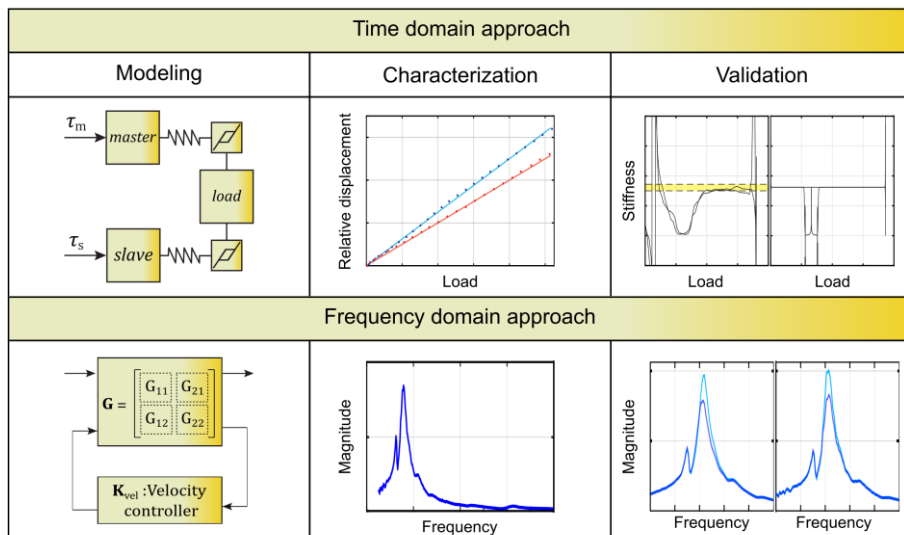 Time domain approach
Modeling
Characterization
Validation
τm
master
load
τs
slave
Relative displacement
Load
Stiffness
Load
Load
Frequency domain approach
G =
G11 G21
G12 G22
Kvel :Velocity
controller
Magnitude
Frequency
Magnitude
Frequency
Frequency